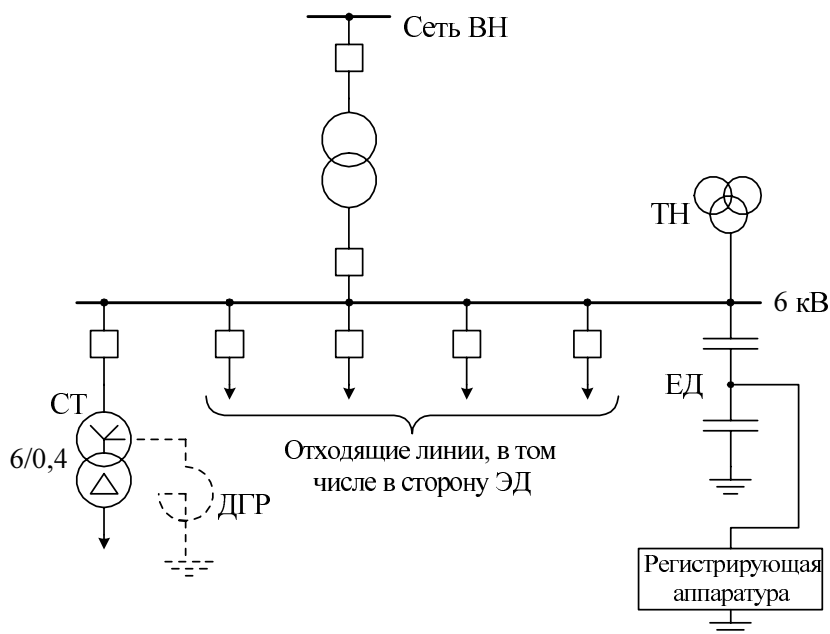 Сеть ВН
ТН
6 кВ
ЕД
СТ
6/0,4
Отходящие линии, в том
числе в сторону ЭД
ДГР
Регистрирующая
аппаратура